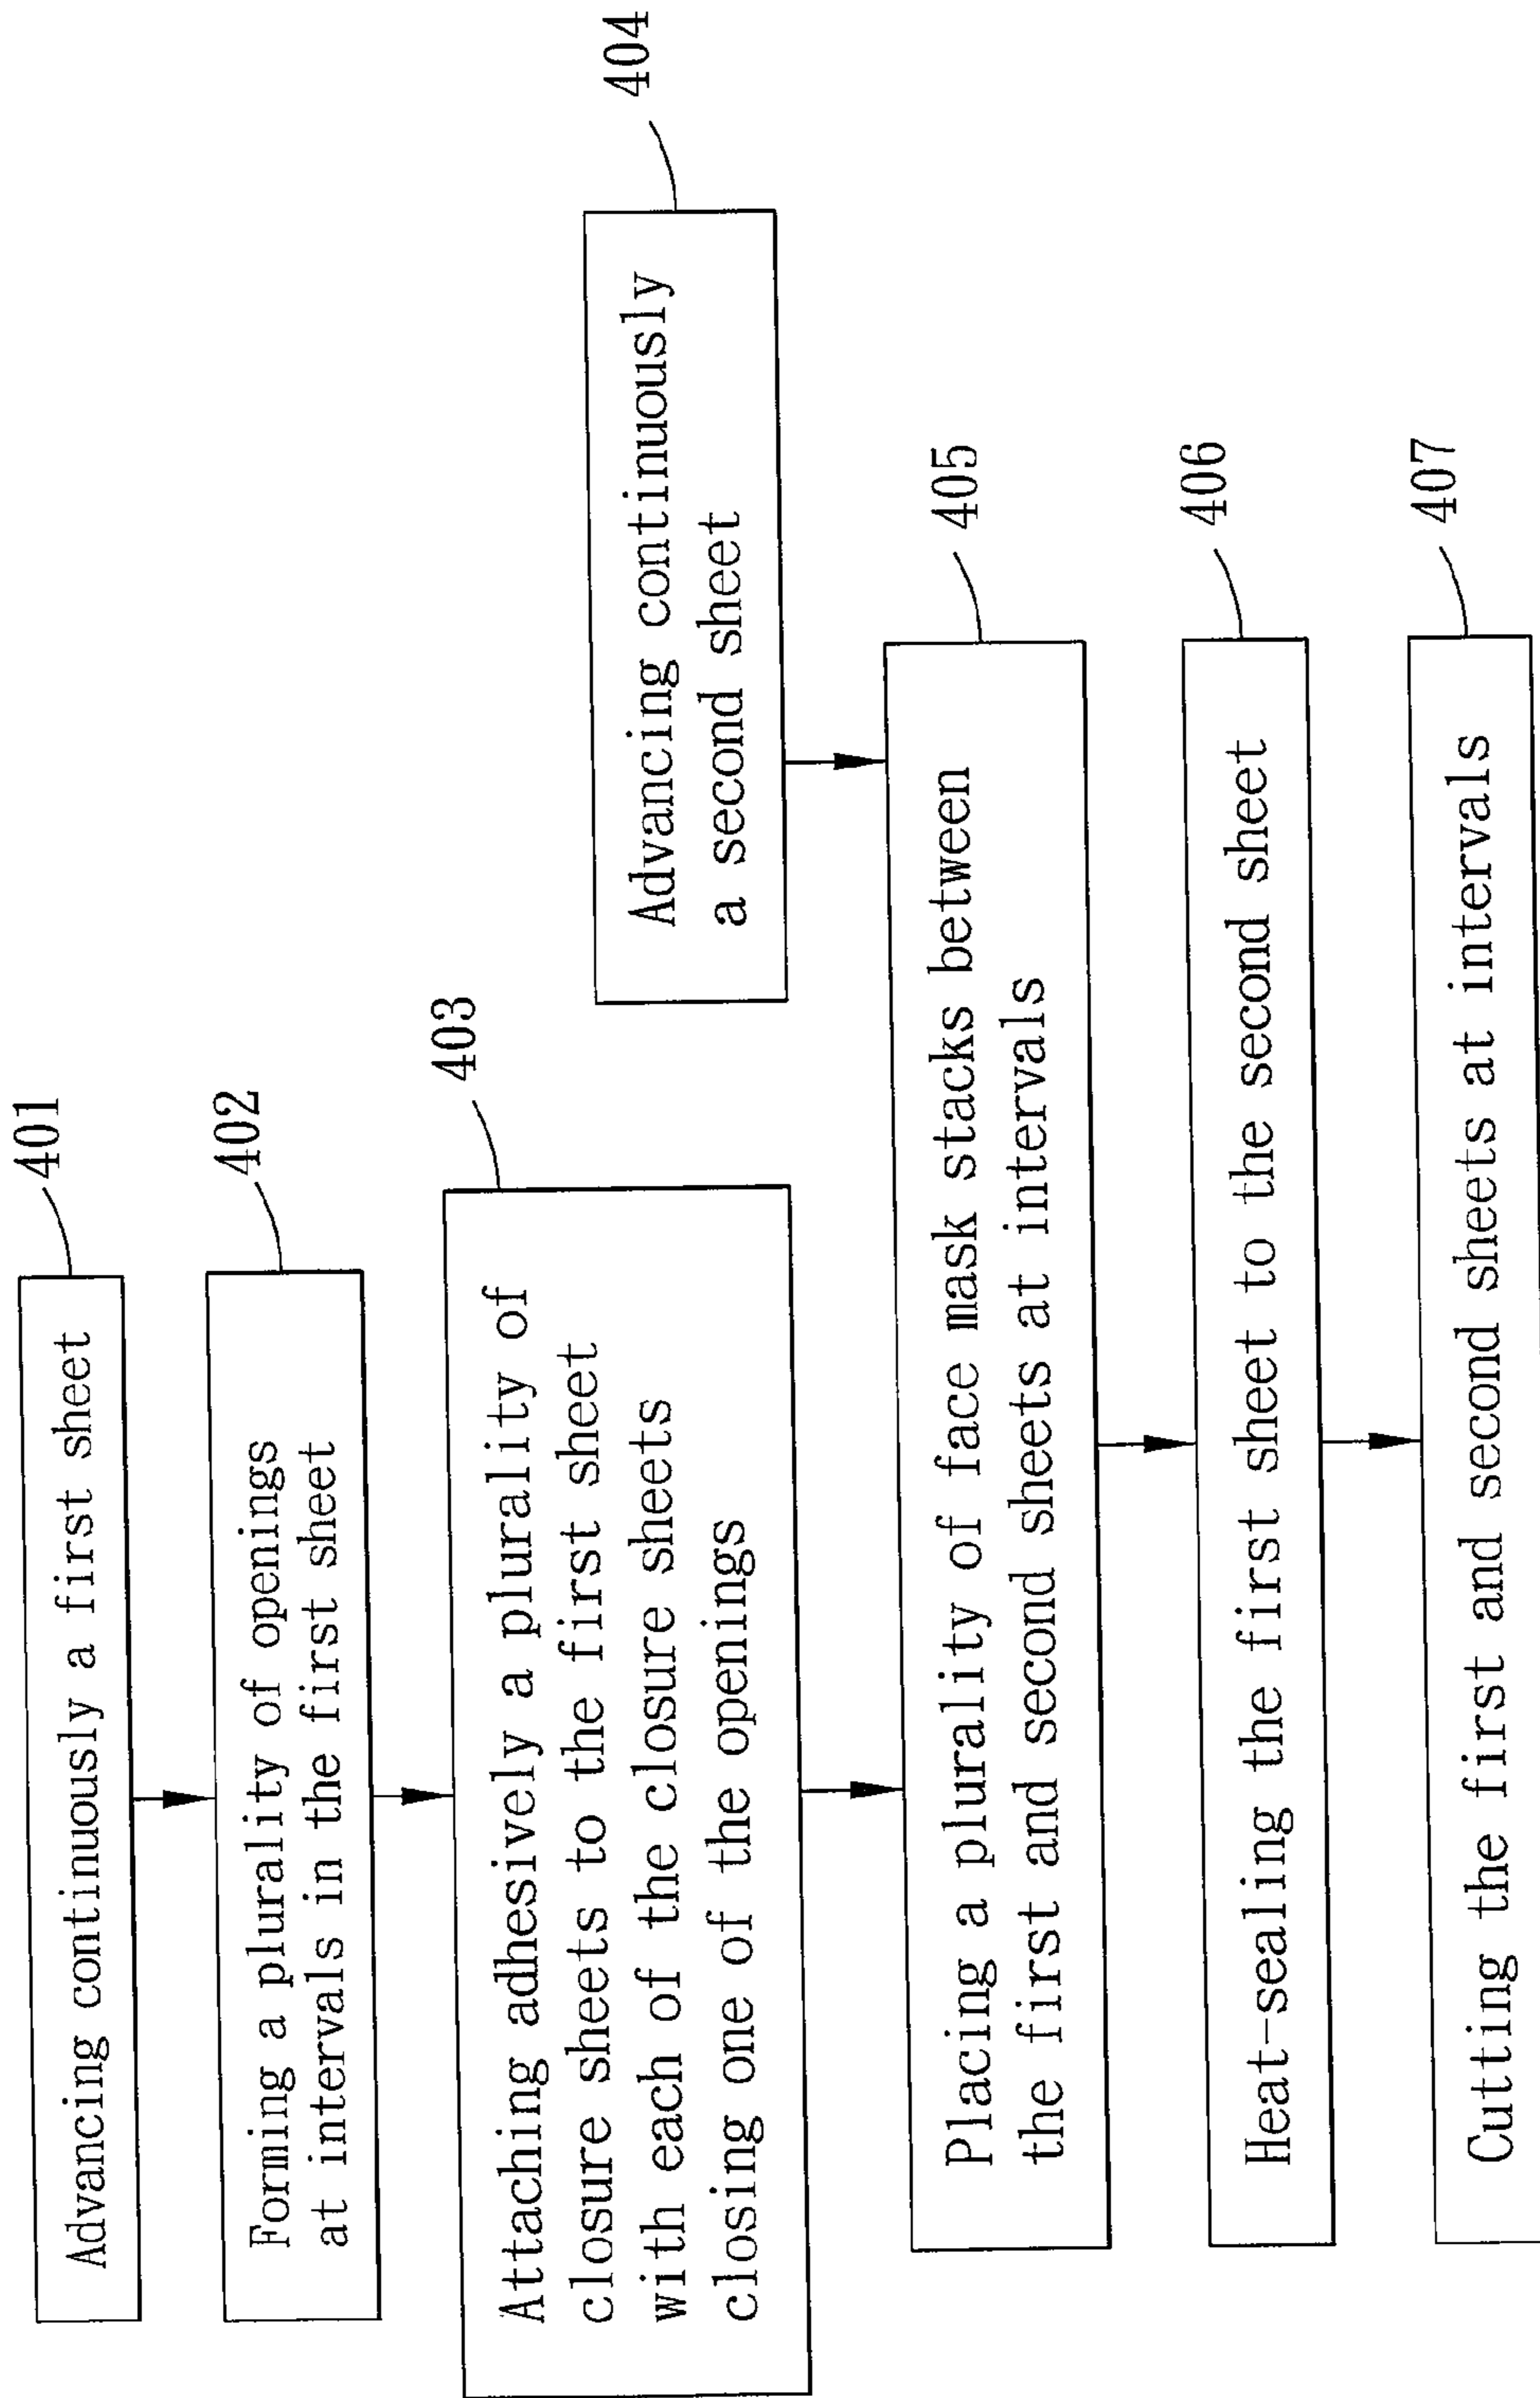 401
Advancing continuously a first sheet
402
Forming a plurality of openings
at intervals in the first sheet
403
Attaching adhesively a plurality of
closure sheets to the first sheet
with each of the closure sheets
closing one of the openings
404
Advancing continuously
a second sheet
405
Placing a plurality of face mask stacks between
the first and second sheets at intervals
406
Heat-sealing the first sheet to the second sheet
407
Cutting the first and second sheets at intervals